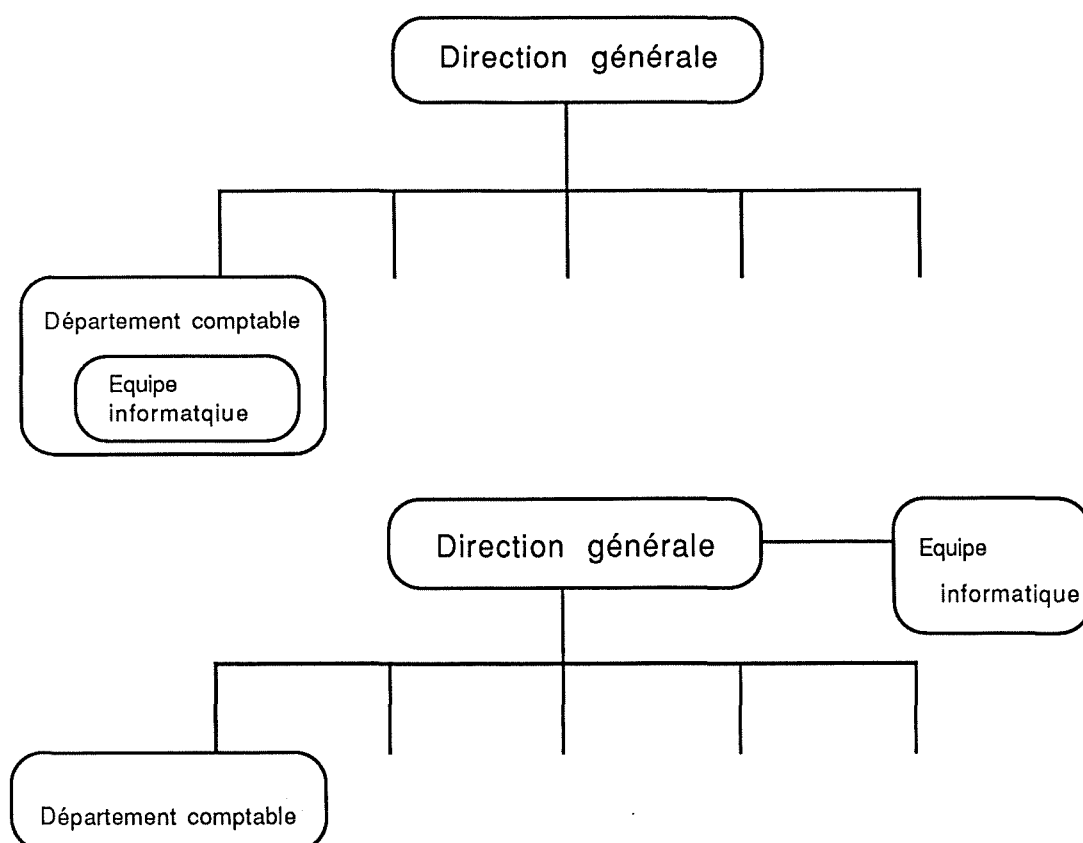 Direction générale
Département comptable
Equipe
informatqiue
Direction générale
Equipe
informatique
Département comptable